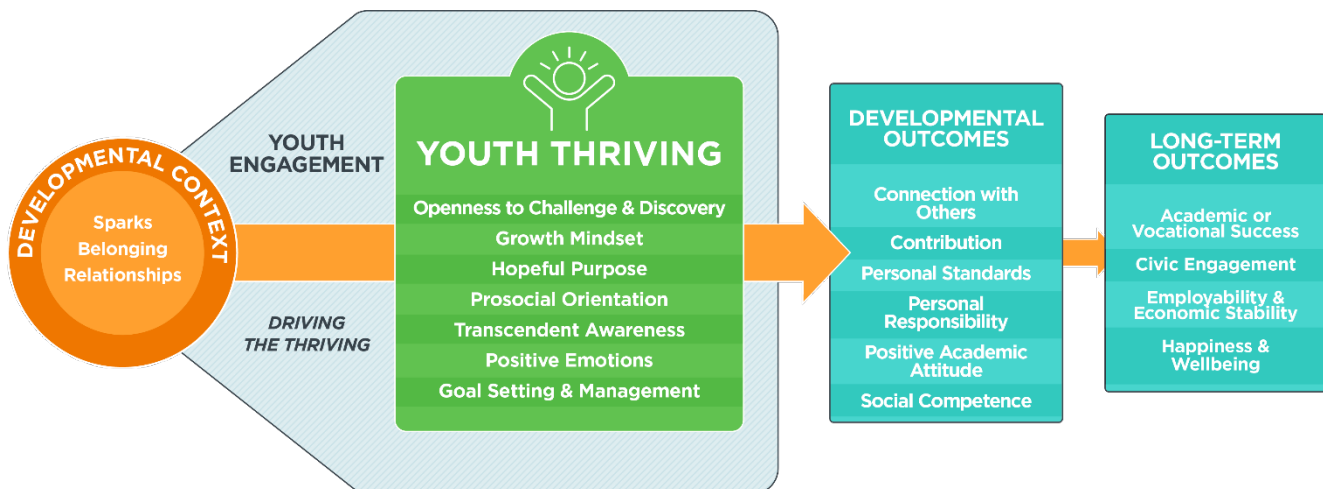 DEVELOPMENTAL CONTEXT
Sparks
Belonging
Relationships
YOUTH
ENGAGEMENT
DRIVING
THE THRIVING
YOUTH THRIVING
Openness to Challenge & Discovery
Growth Mindset
Hopeful Purpose
Prosocial Orientation
Transcendent Awareness
Positive Emotions
Goal Setting & Management
DEVELOPMENTAL
OUTCOMES
Connection with
Others
Contribution
Personal Standards
Personal
Responsibility
Positive Academic
Attitude
Social Competence
LONG-TERM
OUTCOMES
Academic or
Vocational Success
Civic Engagement
Employability &
Economic Stability
Happiness &
Wellbeing